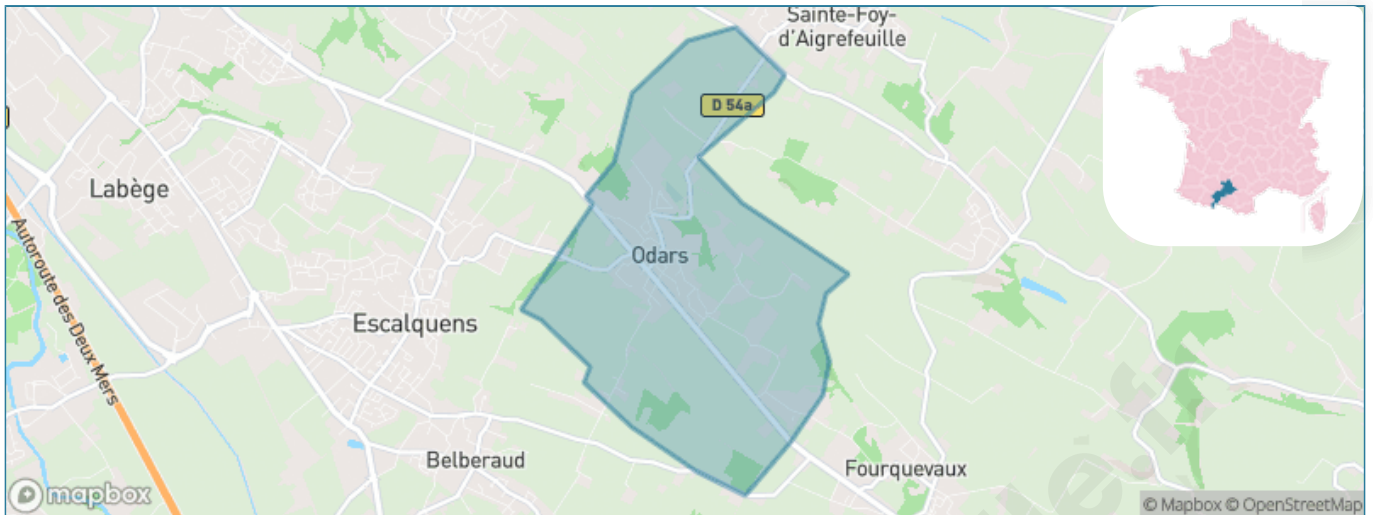 Sainte-Foy-
d'Aigrefeuille
D 54a
Labège
Odars
Autoroute des Deux Mers
Escalquens
Belberaud
Fourquevaux
mapbox
© Mapbox © OpenStreetMap